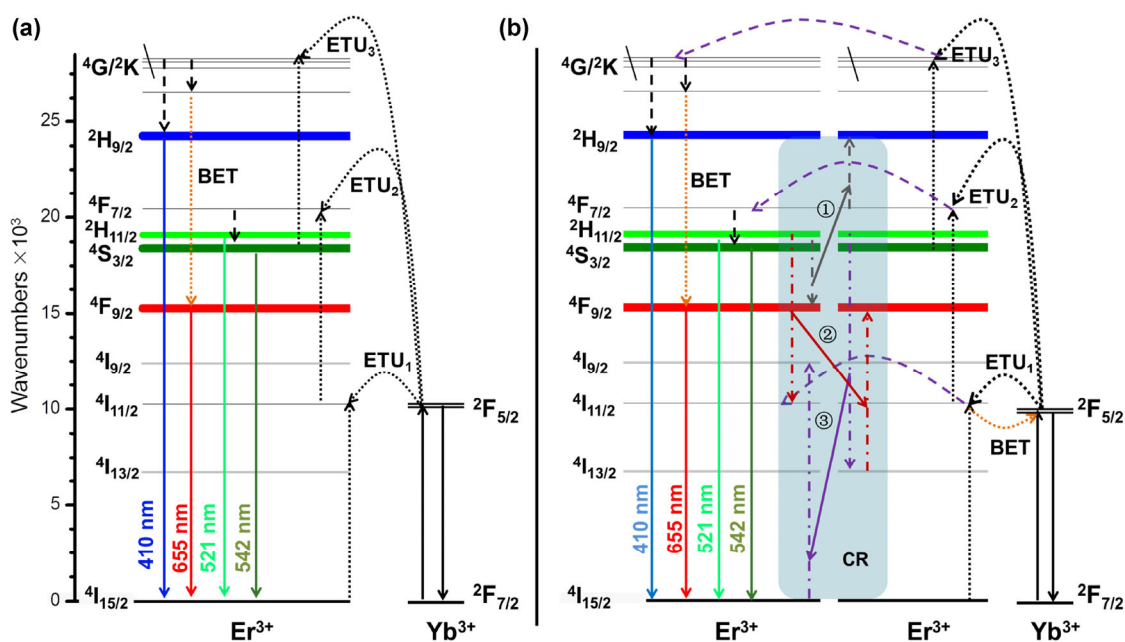 (a)
Wavenumbers × 10³
25
20
15
10
5
0
⁴G/²K
²H₉/₂
⁴F₇/₂
²H₁₁/₂
⁴S₃/₂
⁴F₉/₂
⁴I₉/₂
⁴I₁₁/₂
⁴I₁₃/₂
⁴I₁₅/₂
BET
ETU₃
ETU₂
ETU₁
410 nm
655 nm
521 nm
542 nm
²F₅/₂
²F₇/₂
Er³⁺
Yb³⁺
(b)
⁴G/²K
²H₉/₂
⁴F₇/₂
²H₁₁/₂
⁴S₃/₂
⁴F₉/₂
⁴I₉/₂
⁴I₁₁/₂
⁴I₁₃/₂
⁴I₁₅/₂
BET
ETU₃
ETU₂
ETU₁
①
②
③
BET
CR
410 nm
655 nm
521 nm
542 nm
²F₅/₂
²F₇/₂
Er³⁺
Er³⁺
Yb³⁺